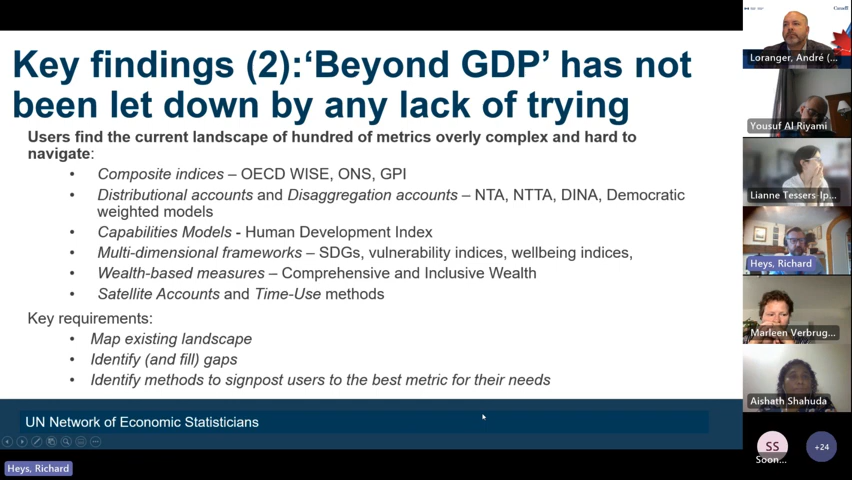 Key findings (2):‘Beyond GDP’ has not
been let down by any lack of trying
Users find the current landscape of hundred of metrics overly complex and hard to
navigate:
• Composite indices – OECD WISE, ONS, GPI
• Distributional accounts and Disaggregation accounts – NTA, NTTA, DINA, Democratic
weighted models
• Capabilities Models - Human Development Index
• Multi-dimensional frameworks – SDGs, vulnerability indices, wellbeing indices,
• Wealth-based measures – Comprehensive and Inclusive Wealth
• Satellite Accounts and Time-Use methods
Key requirements:
• Map existing landscape
• Identify (and fill) gaps
• Identify methods to signpost users to the best metric for their needs
UN Network of Economic Statisticians
Heys, Richard
Canada
Loranger, André (...
Yousuf Al Riyami
Lianne Tessers-Ip...
Heys, Richard
Marleen Verbrug...
Aishath Shahuda
SS
Soon...
+24